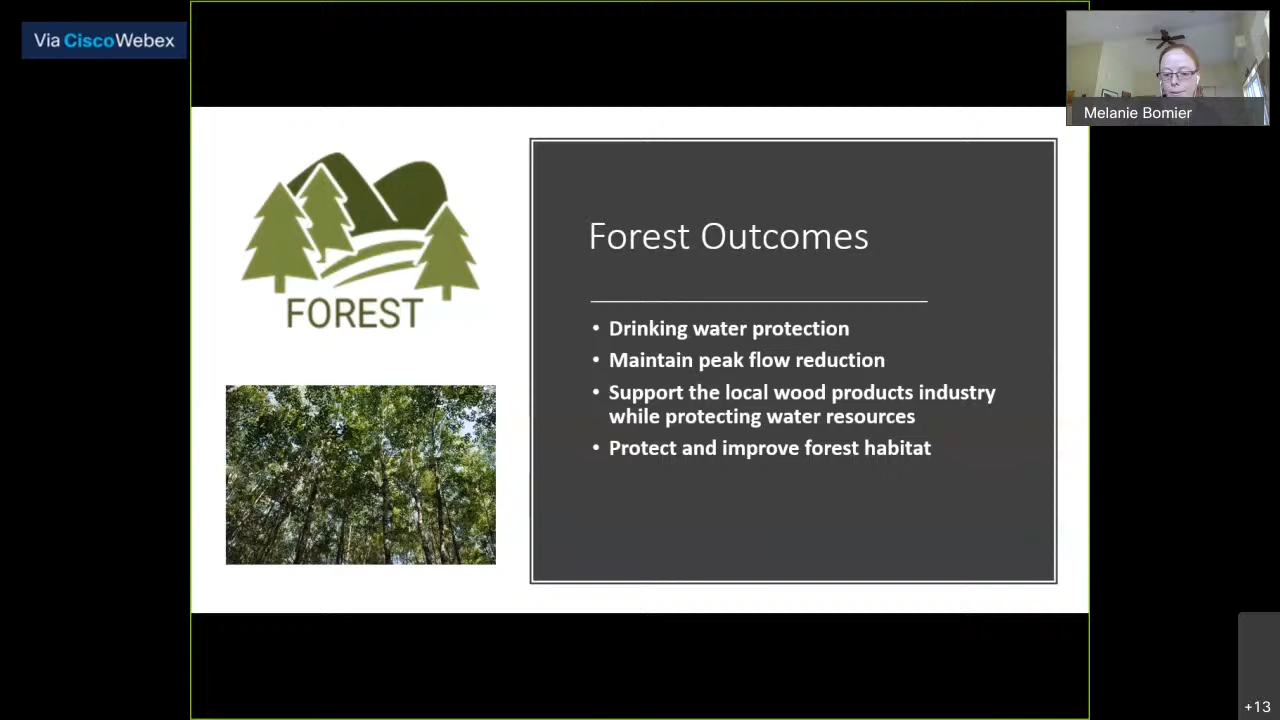 Via CiscoWebex
Melanie Bomier
FOREST
Forest Outcomes
• Drinking water protection
• Maintain peak flow reduction
• Support the local wood products industry
while protecting water resources
• Protect and improve forest habitat
+13